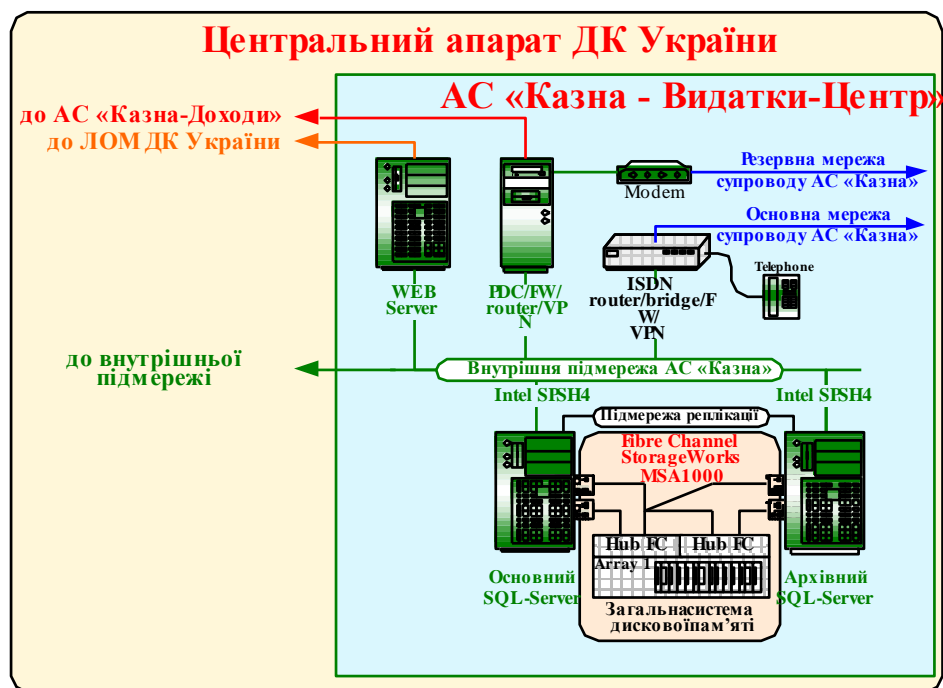 Центральний апарат ДК України
АС «Казна - Видатки-Центр»
до АС «Казна-Доходи»
до ЛОМ ДК України
Резервна мережа
супроводу АС «Казна»
Modem
Основна мережа
супроводу АС «Казна»
Telephone
WEB
Server
PDC/FW/
router/VP
N
ISDN
router/bridge/F
W/
VPN
до внутрішньої
підмережі
Внутрішня підмережа АС «Казна»
Intel SPSH4
Intel SPSH4
Підмережа реплікації
Fibre Channel
StorageWorks
MSA1000
Hub FC
Hub FC
Array 1
Основний
SQL-Server
Архівний
SQL-Server
Загальнасистема
дисковоїпам’яті